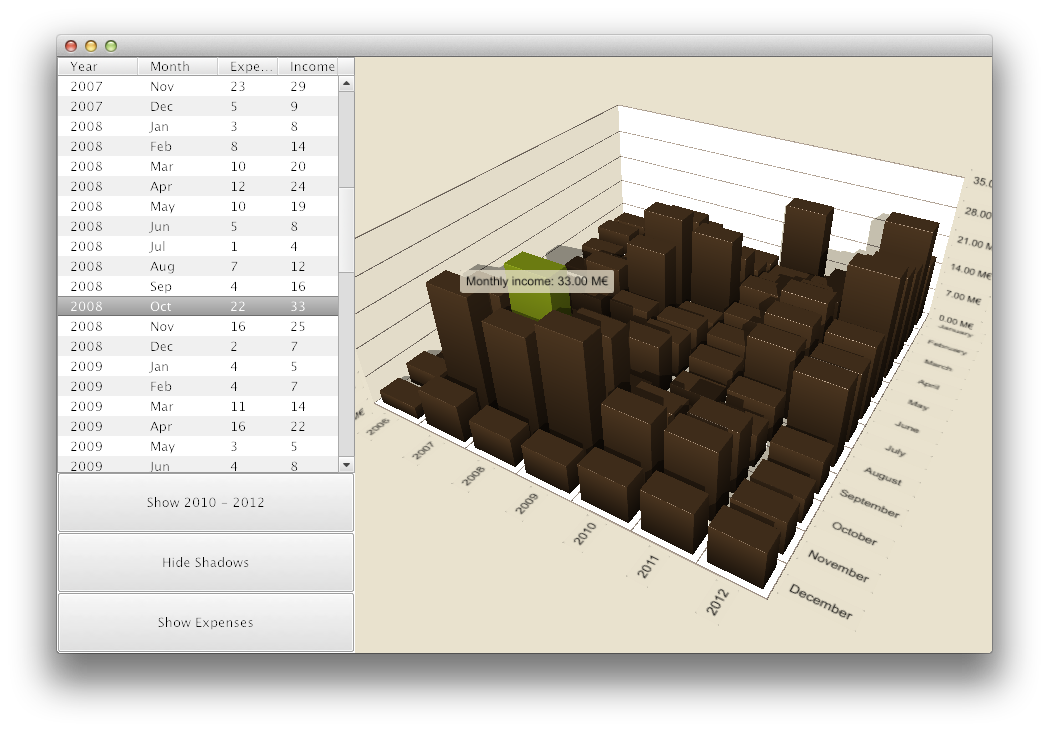 Year Month Expe... Income
2007 Nov 23 29
2007 Dec 5 9
2008 Jan 3 8
2008 Feb 8 14
2008 Mar 10 20
2008 Apr 12 24
2008 May 10 19
2008 Jun 5 8
2008 Jul 1 4
2008 Aug 7 12
2008 Sep 4 16
2008 Oct 22 33
2008 Nov 16 25
2008 Dec 2 7
2009 Jan 4 5
2009 Feb 4 7
2009 Mar 11 14
2009 Apr 16 22
2009 May 3 5
2009 Jun 4 8
Show 2010 - 2012
Hide Shadows
Show Expenses
Monthly income: 33.00 M€
35.0
28.00
21.00 M
14.00 M€
7.00 M€
0.00 M€
January
February
March
April
May
June
July
August
September
October
November
December
M€
2006
2007
2008
2009
2010
2011
2012